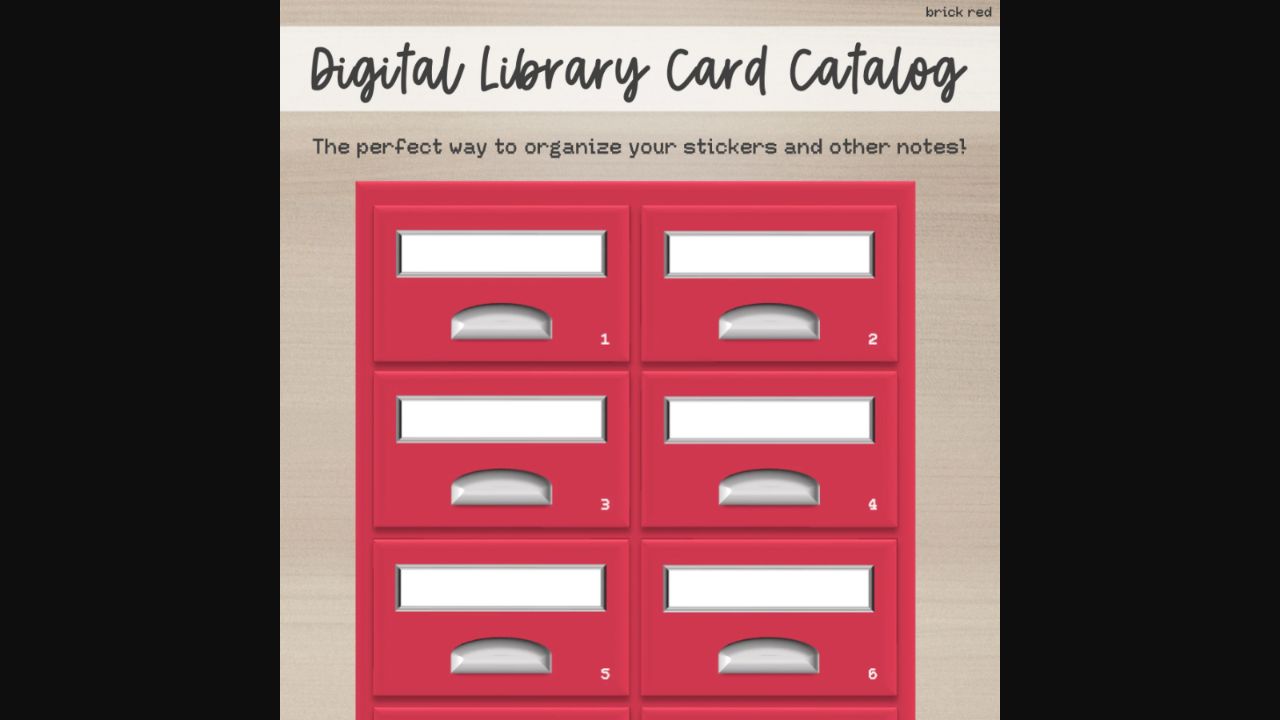 brick red
Digital Library Card Catalog
The perfect way to organize your stickers and other notes!
1
2
3
4
5
6